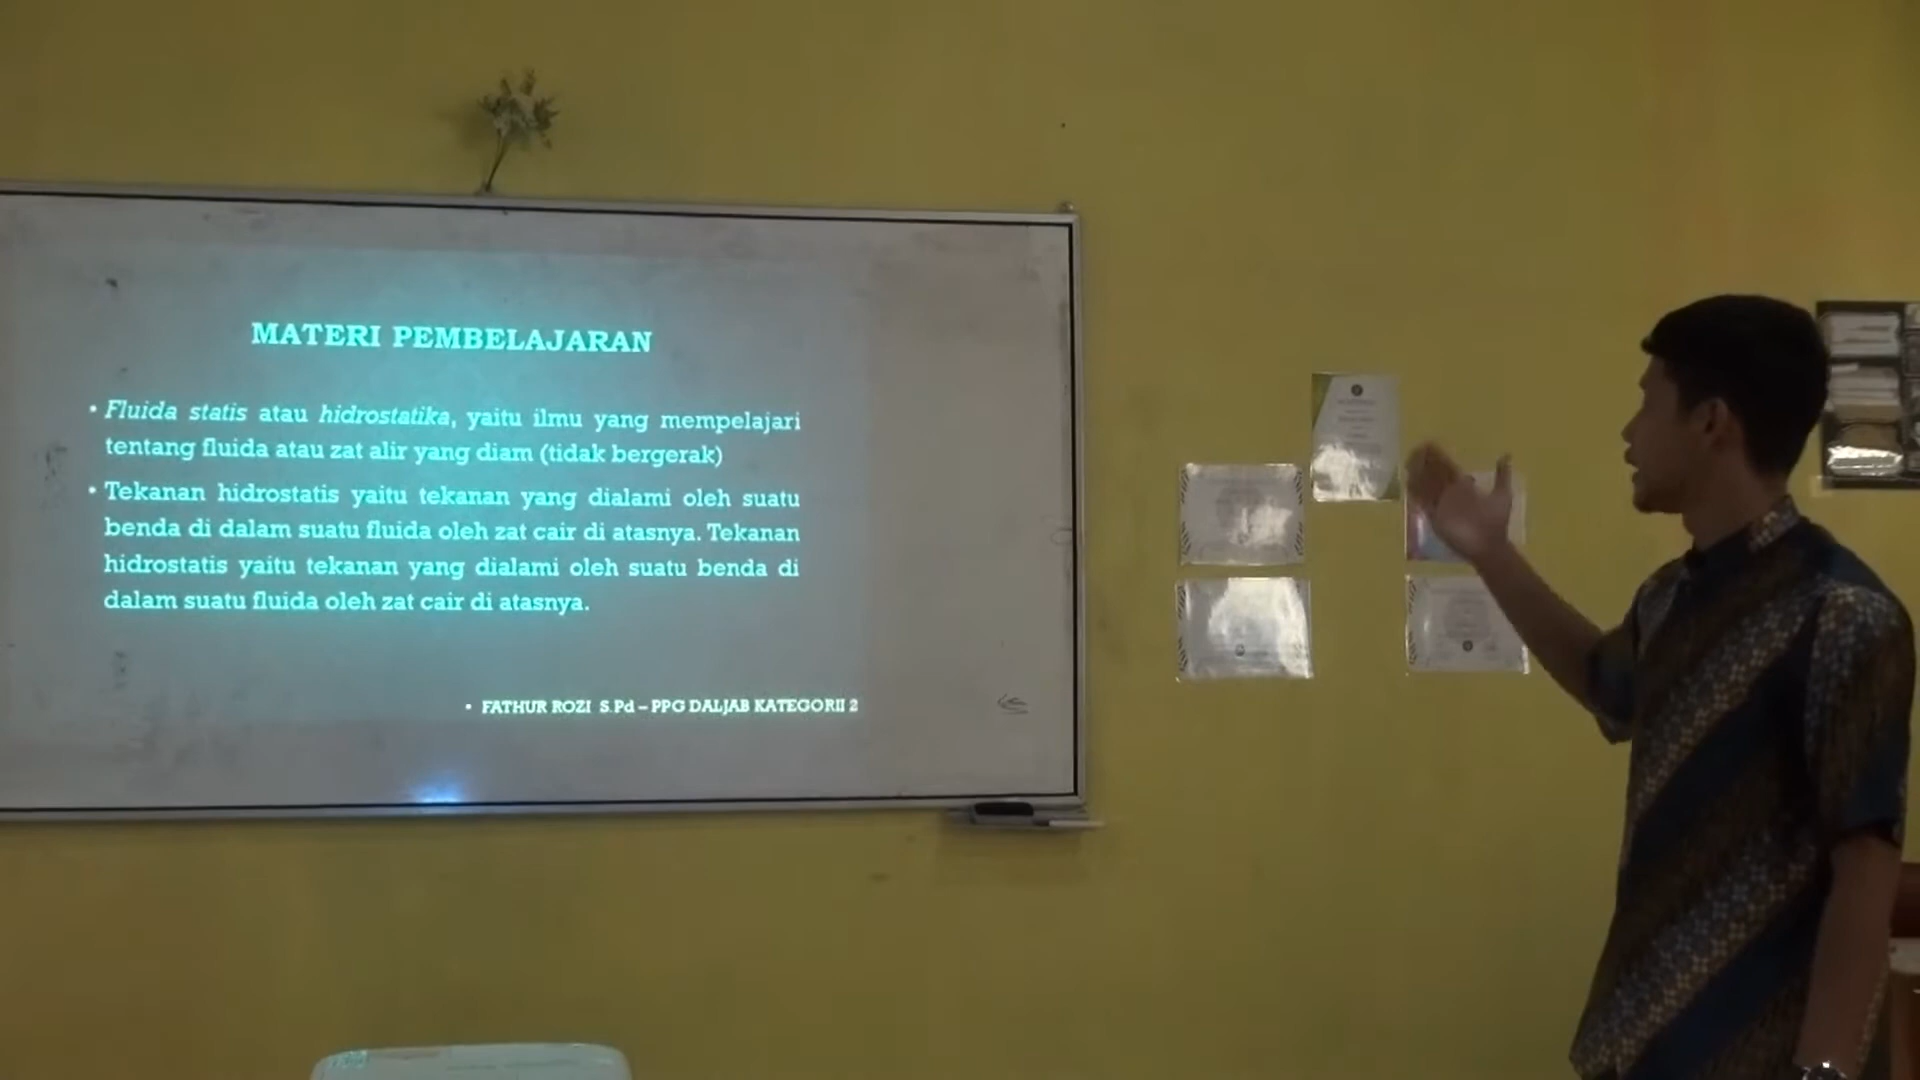 MATERI PEMBELAJARAN
• Fluida statis atau hidrostatika, yaitu ilmu yang mempelajari
tentang fluida atau zat alir yang diam (tidak bergerak)
• Tekanan hidrostatis yaitu tekanan yang dialami oleh suatu
benda di dalam suatu fluida oleh zat cair di atasnya. Tekanan
hidrostatis yaitu tekanan yang dialami oleh suatu benda di
dalam suatu fluida oleh zat cair di atasnya.
• FATHUR ROZI S.Pd – PPG DALJAB KATEGORII 2